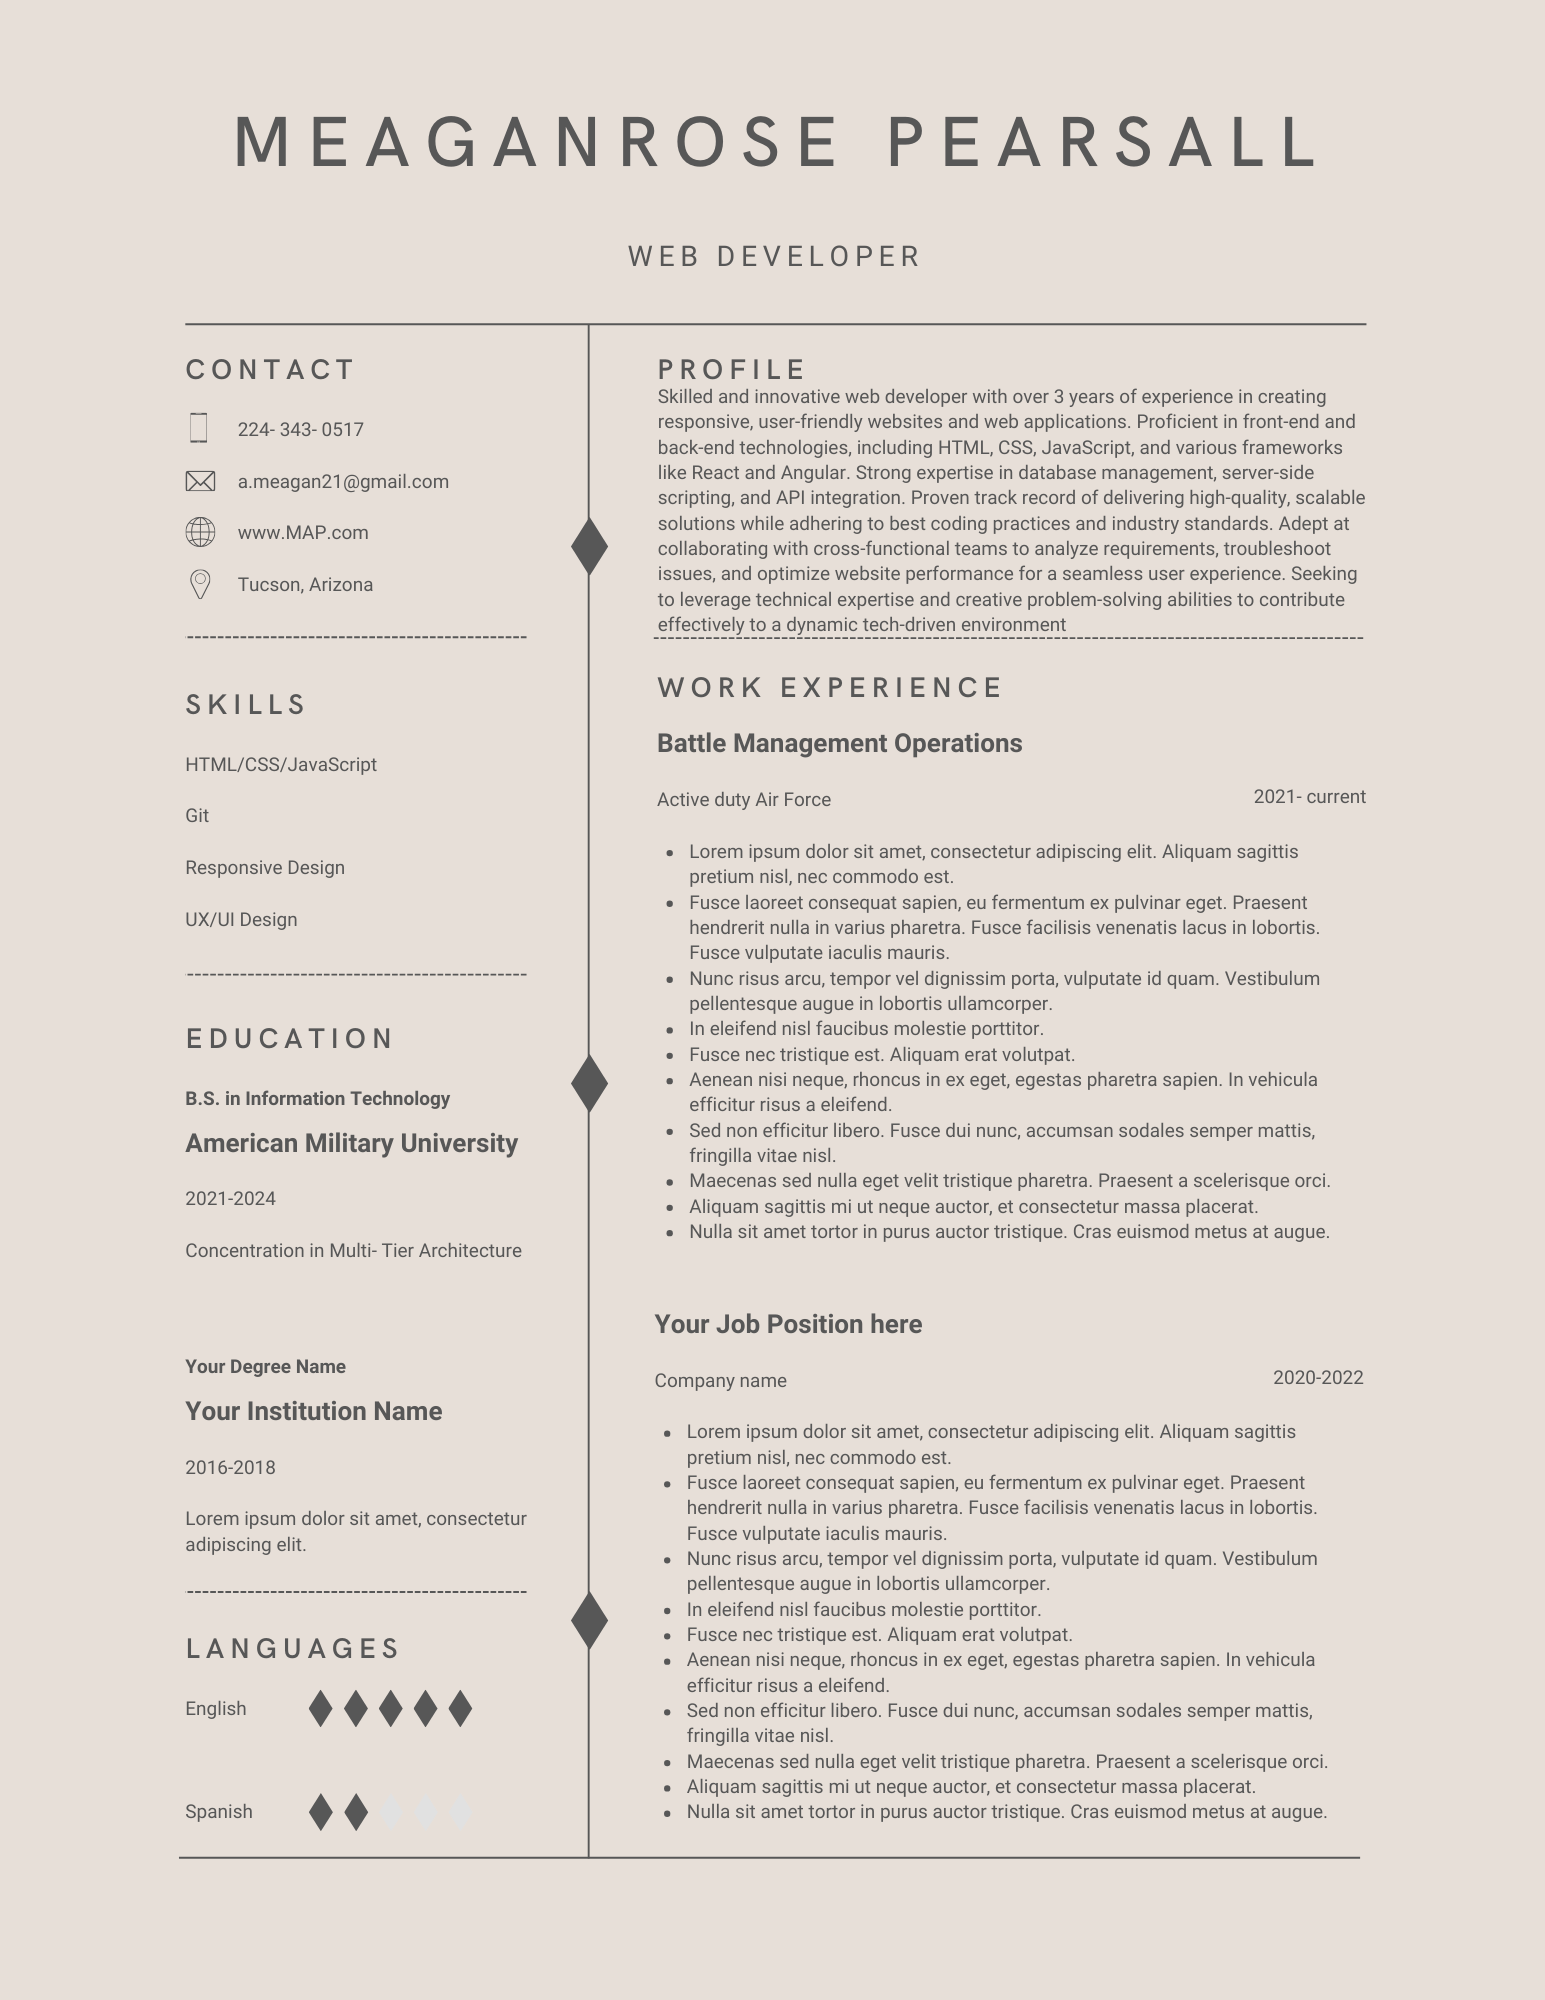 MEAGANROSE PEARSALL
WEB DEVELOPER
CONTACT
224- 343- 0517
a.meagan21@gmail.com
www.MAP.com
Tucson, Arizona
SKILLS
HTML/CSS/JavaScript
Git
Responsive Design
UX/UI Design
EDUCATION
B.S. in Information Technology
American Military University
2021-2024
Concentration in Multi- Tier Architecture
Your Degree Name
Your Institution Name
2016-2018
Lorem ipsum dolor sit amet, consectetur
adipiscing elit.
LANGUAGES
English
Spanish
PROFILE
Skilled and innovative web developer with over 3 years of experience in creating
responsive, user-friendly websites and web applications. Proficient in front-end and
back-end technologies, including HTML, CSS, JavaScript, and various frameworks
like React and Angular. Strong expertise in database management, server-side
scripting, and API integration. Proven track record of delivering high-quality, scalable
solutions while adhering to best coding practices and industry standards. Adept at
collaborating with cross-functional teams to analyze requirements, troubleshoot
issues, and optimize website performance for a seamless user experience. Seeking
to leverage technical expertise and creative problem-solving abilities to contribute
effectively to a dynamic tech-driven environment
WORK EXPERIENCE
Battle Management Operations
Active duty Air Force 2021- current
• Lorem ipsum dolor sit amet, consectetur adipiscing elit. Aliquam sagittis
pretium nisl, nec commodo est.
• Fusce laoreet consequat sapien, eu fermentum ex pulvinar eget. Praesent
hendrerit nulla in varius pharetra. Fusce facilisis venenatis lacus in lobortis.
Fusce vulputate iaculis mauris.
• Nunc risus arcu, tempor vel dignissim porta, vulputate id quam. Vestibulum
pellentesque augue in lobortis ullamcorper.
• In eleifend nisl faucibus molestie porttitor.
• Fusce nec tristique est. Aliquam erat volutpat.
• Aenean nisi neque, rhoncus in ex eget, egestas pharetra sapien. In vehicula
efficitur risus a eleifend.
• Sed non efficitur libero. Fusce dui nunc, accumsan sodales semper mattis,
fringilla vitae nisl.
• Maecenas sed nulla eget velit tristique pharetra. Praesent a scelerisque orci.
• Aliquam sagittis mi ut neque auctor, et consectetur massa placerat.
• Nulla sit amet tortor in purus auctor tristique. Cras euismod metus at augue.
Your Job Position here
Company name 2020-2022
• Lorem ipsum dolor sit amet, consectetur adipiscing elit. Aliquam sagittis
pretium nisl, nec commodo est.
• Fusce laoreet consequat sapien, eu fermentum ex pulvinar eget. Praesent
hendrerit nulla in varius pharetra. Fusce facilisis venenatis lacus in lobortis.
Fusce vulputate iaculis mauris.
• Nunc risus arcu, tempor vel dignissim porta, vulputate id quam. Vestibulum
pellentesque augue in lobortis ullamcorper.
• In eleifend nisl faucibus molestie porttitor.
• Fusce nec tristique est. Aliquam erat volutpat.
• Aenean nisi neque, rhoncus in ex eget, egestas pharetra sapien. In vehicula
efficitur risus a eleifend.
• Sed non efficitur libero. Fusce dui nunc, accumsan sodales semper mattis,
fringilla vitae nisl.
• Maecenas sed nulla eget velit tristique pharetra. Praesent a scelerisque orci.
• Aliquam sagittis mi ut neque auctor, et consectetur massa placerat.
• Nulla sit amet tortor in purus auctor tristique. Cras euismod metus at augue.